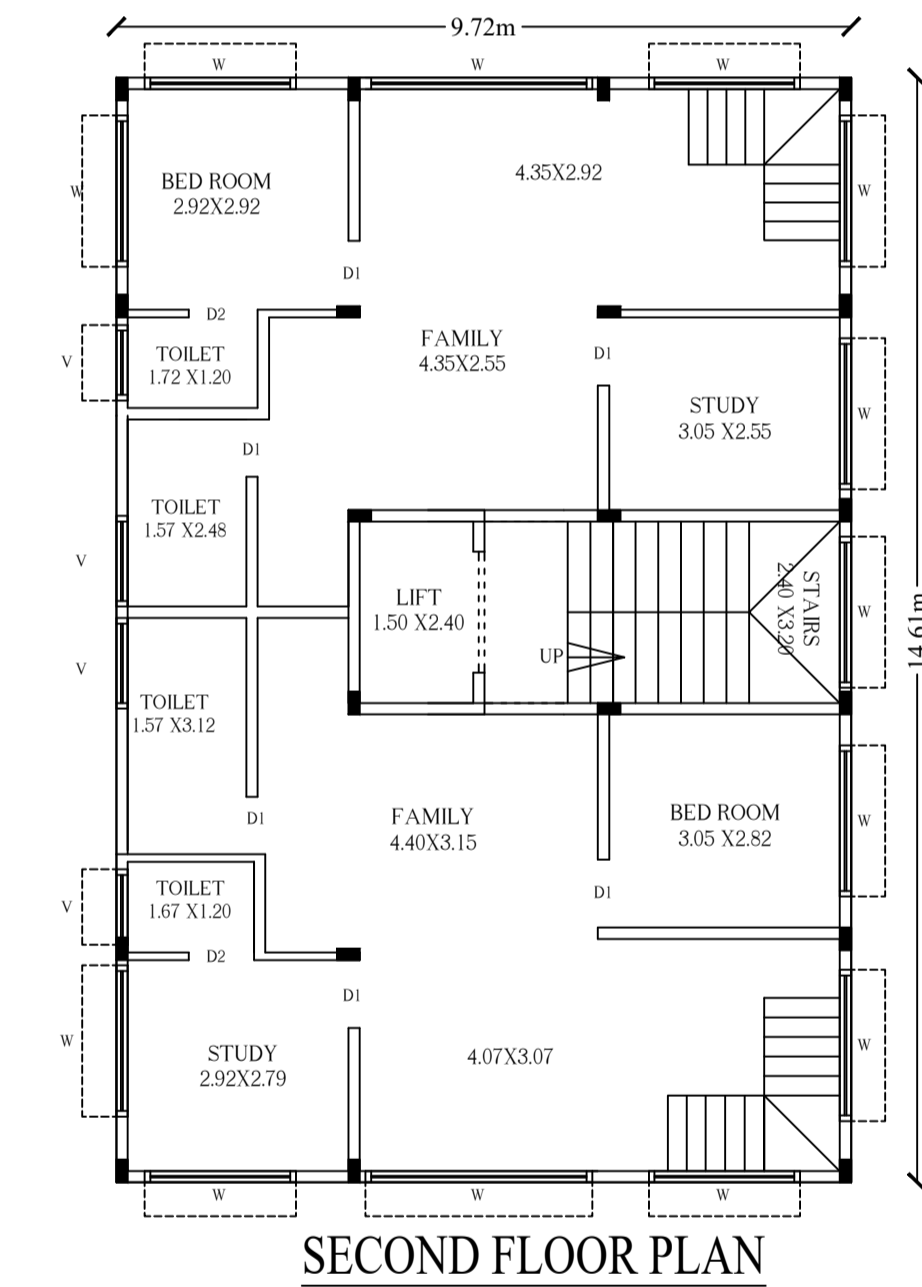 9.72m
W
W
W
W
BED ROOM
2.92X2.92
4.35X2.92
W
D1
D2
V
TOILET
1.72 X1.20
FAMILY
4.35X2.55
D1
STUDY
3.05 X2.55
W
D1
TOILET
1.57 X2.48
V
LIFT
1.50 X2.40
UP
STAIRS
2.40 X3.20
W
14.61m
V
TOILET
1.57 X3.12
D1
FAMILY
4.40X3.15
BED ROOM
3.05 X2.82
W
TOILET
1.67 X1.20
V
D1
D2
D1
W
STUDY
2.92X2.79
4.07X3.07
W
W
W
W
SECOND FLOOR PLAN